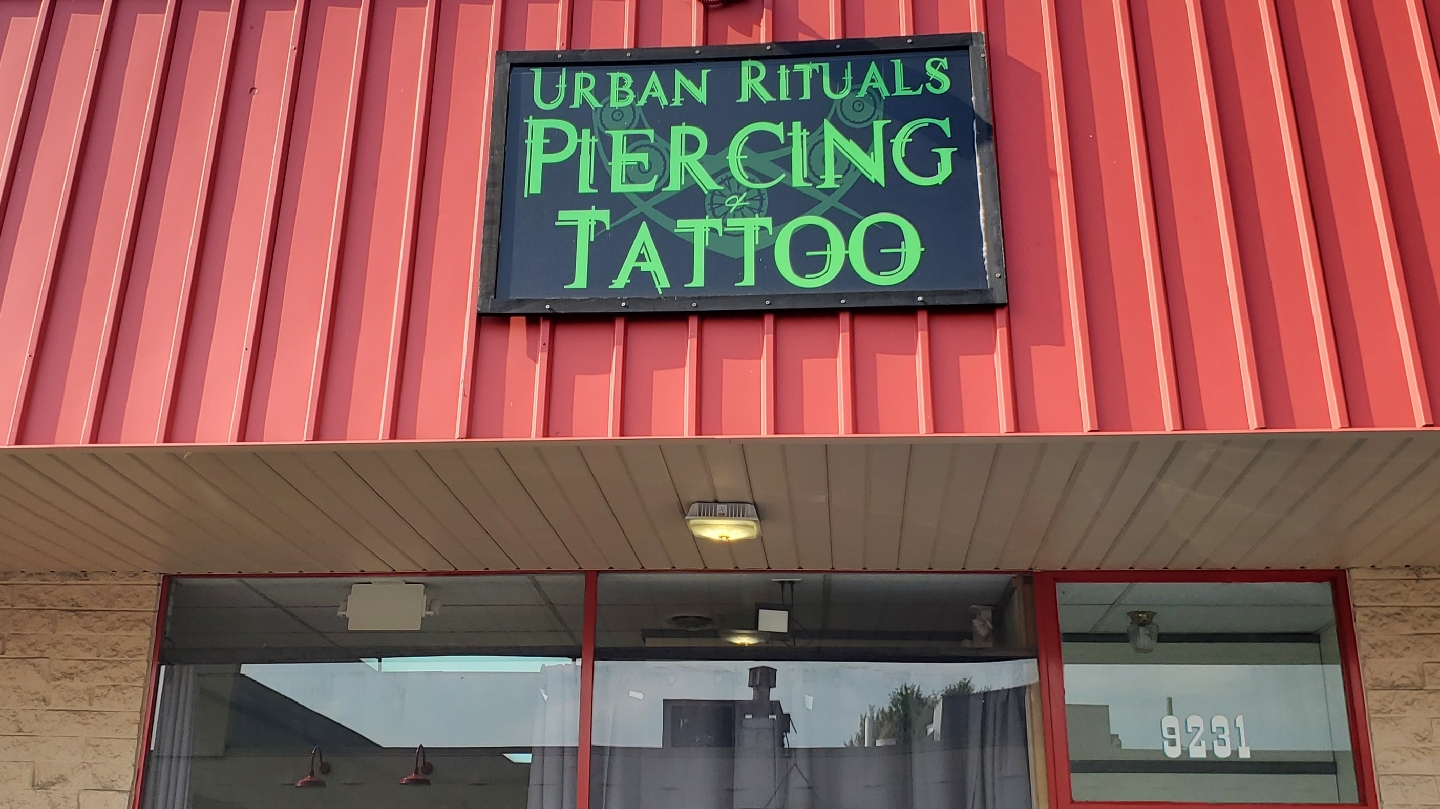 URBAN RITUALS
PIERCING
&
TATTOO
9231